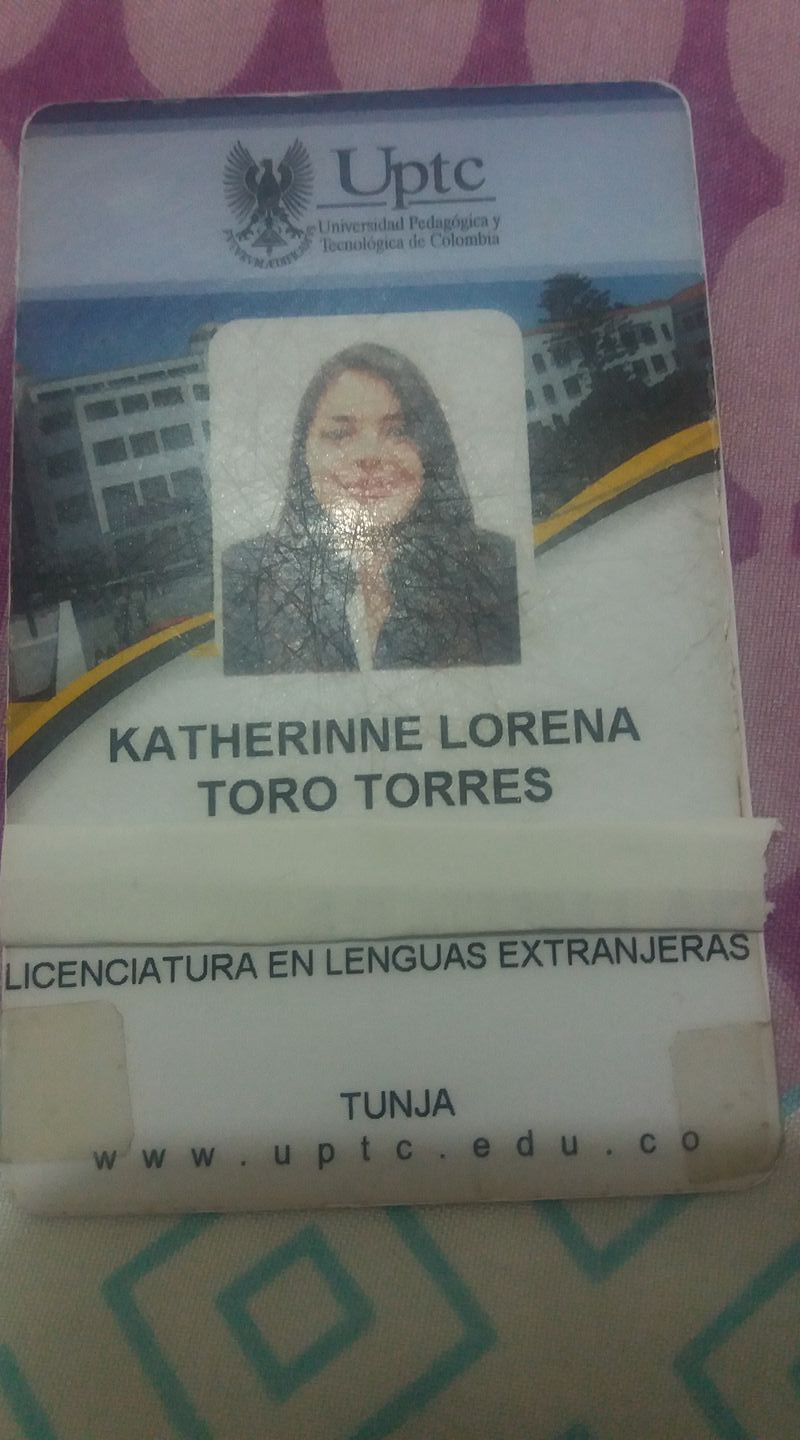 Uptc
Universidad Pedagógica y
Tecnológica de Colombia
KATHERINNE LORENA
TORO TORRES
LICENCIATURA EN LENGUAS EXTRANJERAS
TUNJA
www.uptc.edu.co